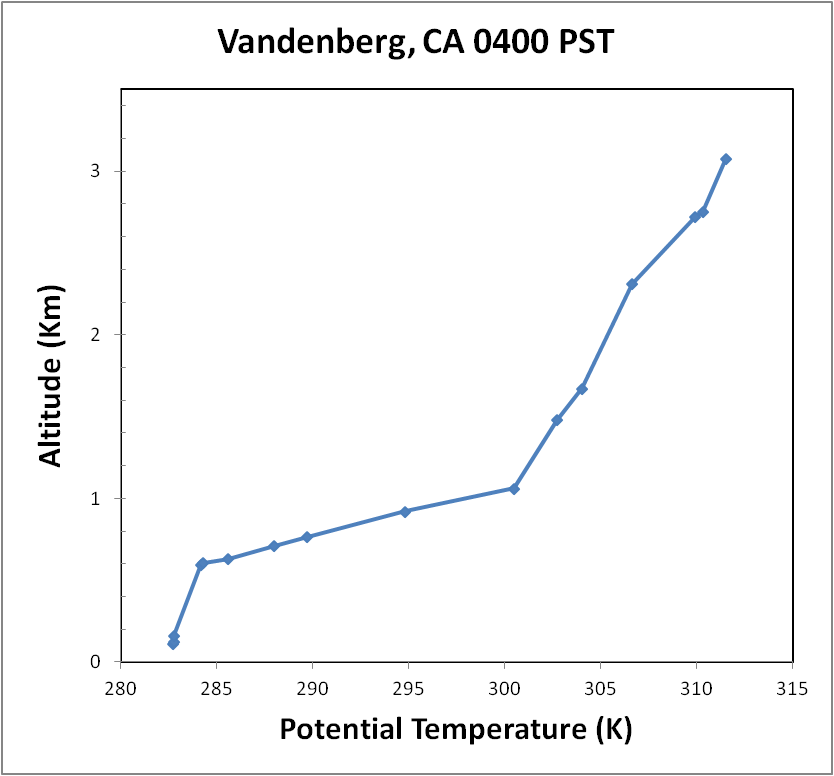 Vandenberg, CA 0400 PST
3
2
1
0
280 285 290 295 300 305 310 315
Altitude (Km)
Potential Temperature (K)